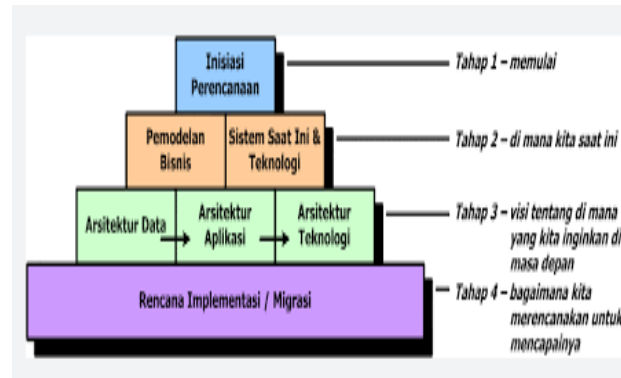 Inisiasi
Perencanaan
Tahap 1 – memulai
Pemodelan
Bisnis
Sistem Saat Ini &
Teknologi
Tahap 2 – di mana kita saat ini
Arsitektur Data
Arsitektur
Aplikasi
Arsitektur
Teknologi
Tahap 3 – visi tentang di mana
yang kita inginkan di
masa depan
Rencana Implementasi / Migrasi
Tahap 4 – bagaimana kita
merencanakan untuk
mencapainya